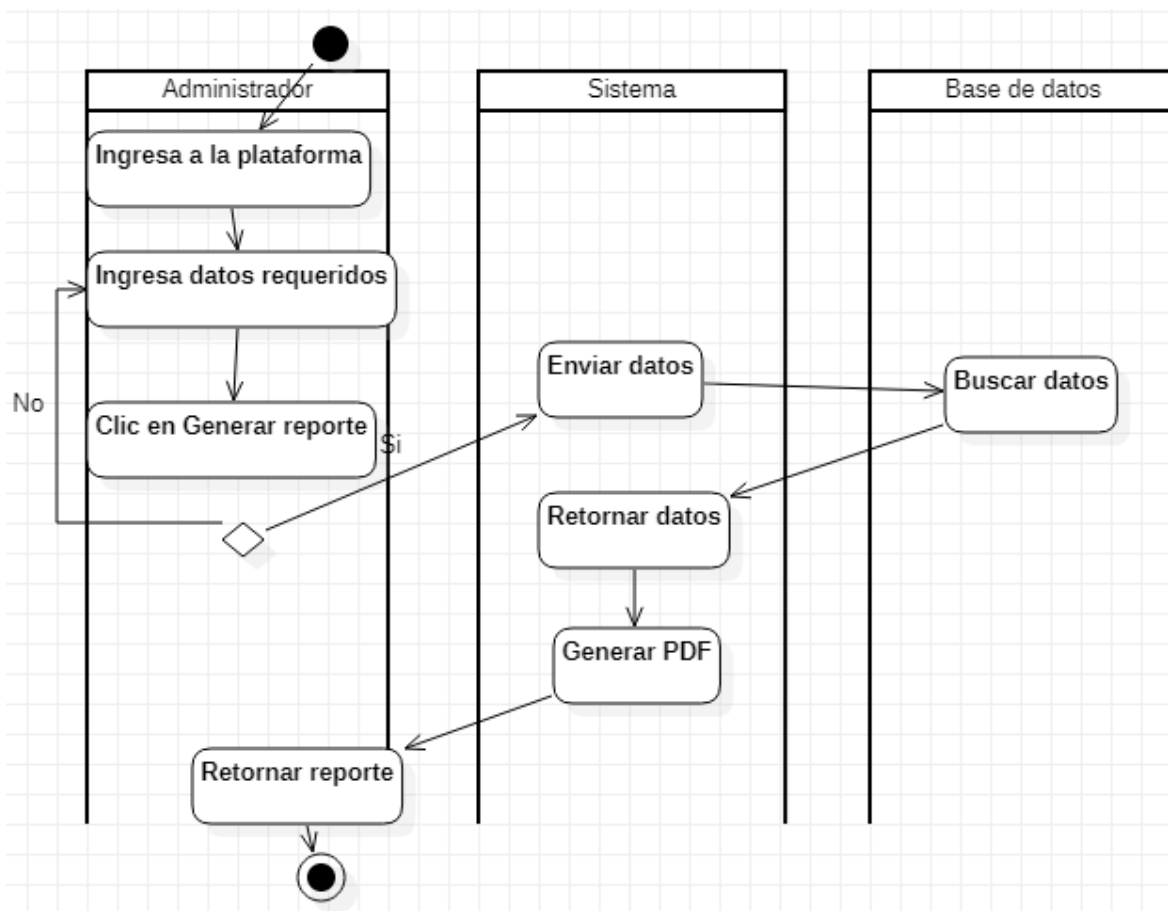 Administrador
Sistema
Base de datos
Ingresa a la plataforma
Ingresa datos requeridos
No
Clic en Generar reporte
Si
Enviar datos
Buscar datos
Retornar datos
Generar PDF
Retornar reporte